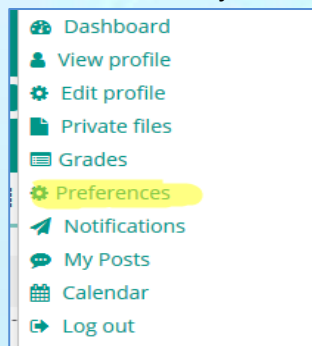 Dashboard
View profile
Edit profile
Private files
Grades
Preferences
Notifications
My Posts
Calendar
Log out